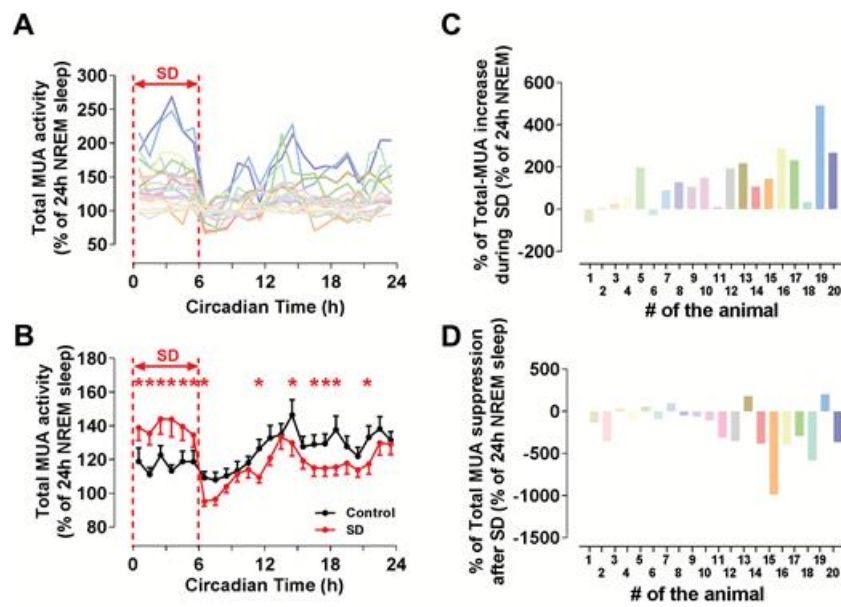 A
SD
300
250
200
150
100
50
Total MUA activity
(% of 24h NREM sleep)
0 6 12 18 24
Circadian Time (h)
B
SD
180
160
140
120
100
80
* * * * * * * * * * * * *
Total MUA activity
(% of 24h NREM sleep)
Control
SD
0 6 12 18 24
Circadian Time (h)
C
600
400
200
0
-200
% of Total-MUA increase
during SD (% of 24h NREM)
1 3 5 7 9 11 13 15 17 19
2 4 6 8 10 12 14 16 18 20
# of the animal
D
500
0
-500
-1000
-1500
% of Total MUA suppression
after SD (% of 24h NREM sleep)
1 3 5 7 9 11 13 15 17 19
2 4 6 8 10 12 14 16 18 20
# of the animal